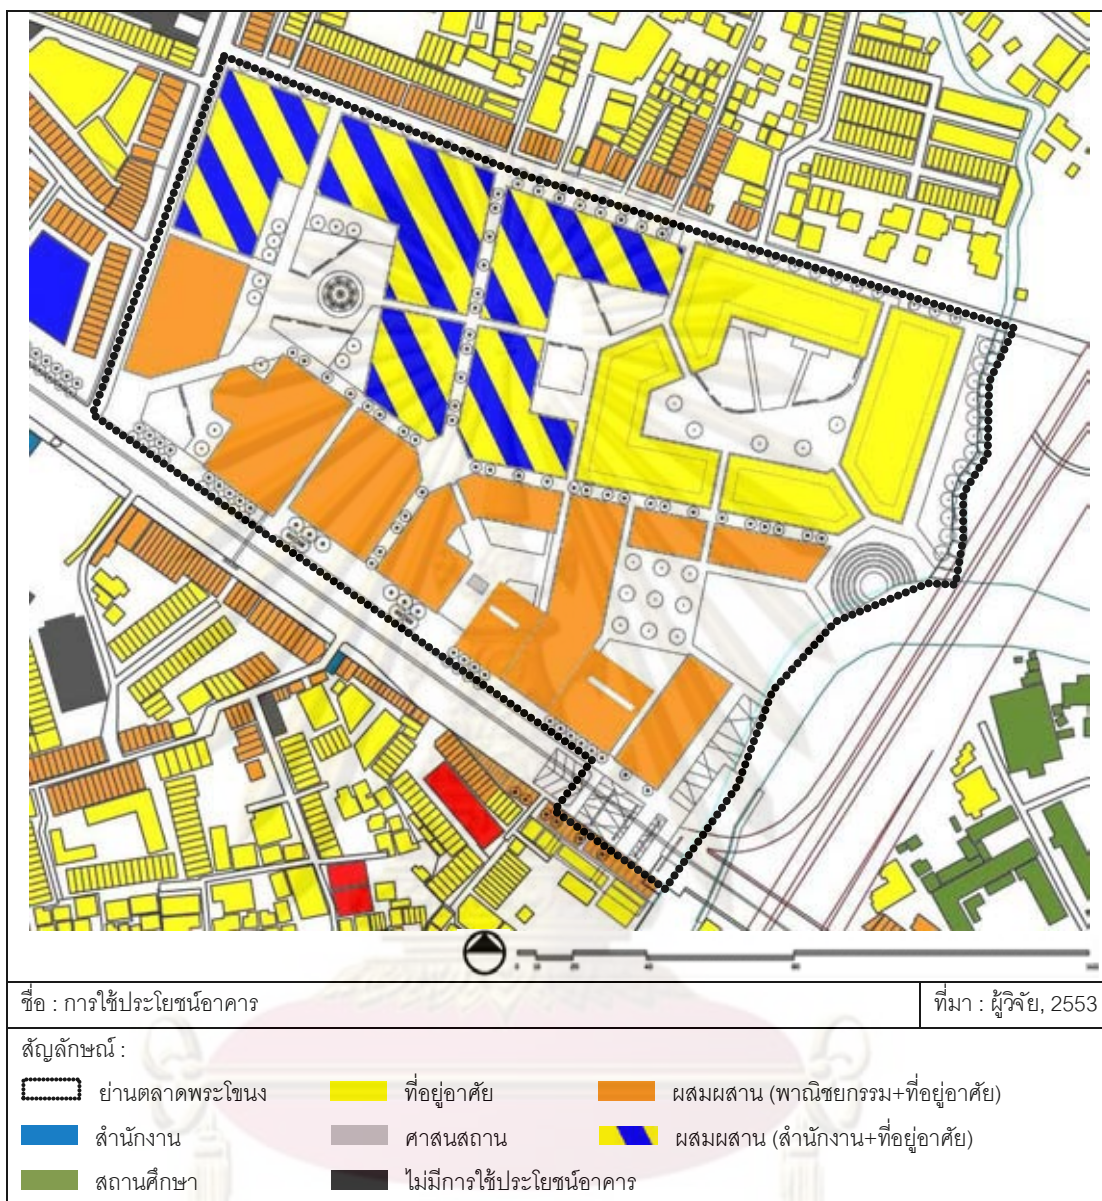 ชื่อ : การใช้ประโยชน์อาคาร
ที่มา : ผู้วิจัย, 2553
สัญลักษณ์ :
ย่านตลาดพระโขนง
ที่อยู่อาศัย
ผสมผสาน (พาณิชยกรรม+ที่อยู่อาศัย)
สำนักงาน
ศาสนสถาน
ผสมผสาน (สำนักงาน+ที่อยู่อาศัย)
สถานศึกษา
ไม่มีการใช้ประโยชน์อาคาร